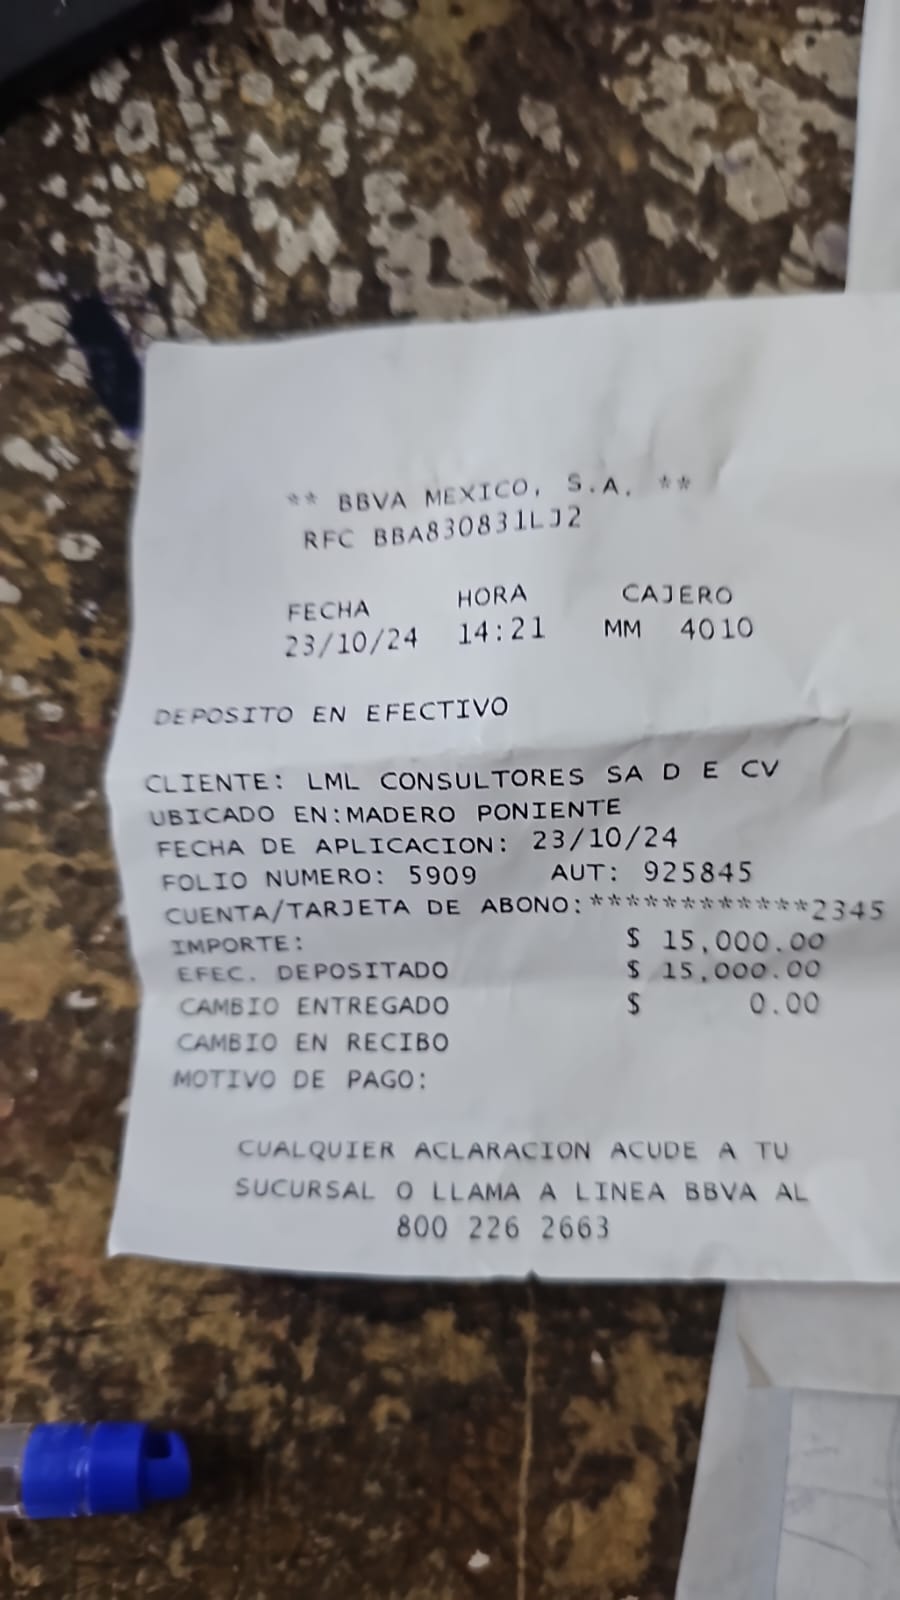 ** BBVA MEXICO, S.A. **
RFC BBA830831LJ2
FECHA HORA CAJERO
23/10/24 14:21 MM 4010
DEPOSITO EN EFECTIVO
CLIENTE: LML CONSULTORES SA D E CV
UBICADO EN:MADERO PONIENTE
FECHA DE APLICACION: 23/10/24
FOLIO NUMERO: 5909 AUT: 925845
CUENTA/TARJETA DE ABONO:************2345
IMPORTE: $ 15,000.00
EFEC. DEPOSITADO $ 15,000.00
CAMBIO ENTREGADO $ 0.00
CAMBIO EN RECIBO
MOTIVO DE PAGO:
CUALQUIER ACLARACION ACUDE A TU
SUCURSAL O LLAMA A LINEA BBVA AL
800 226 2663